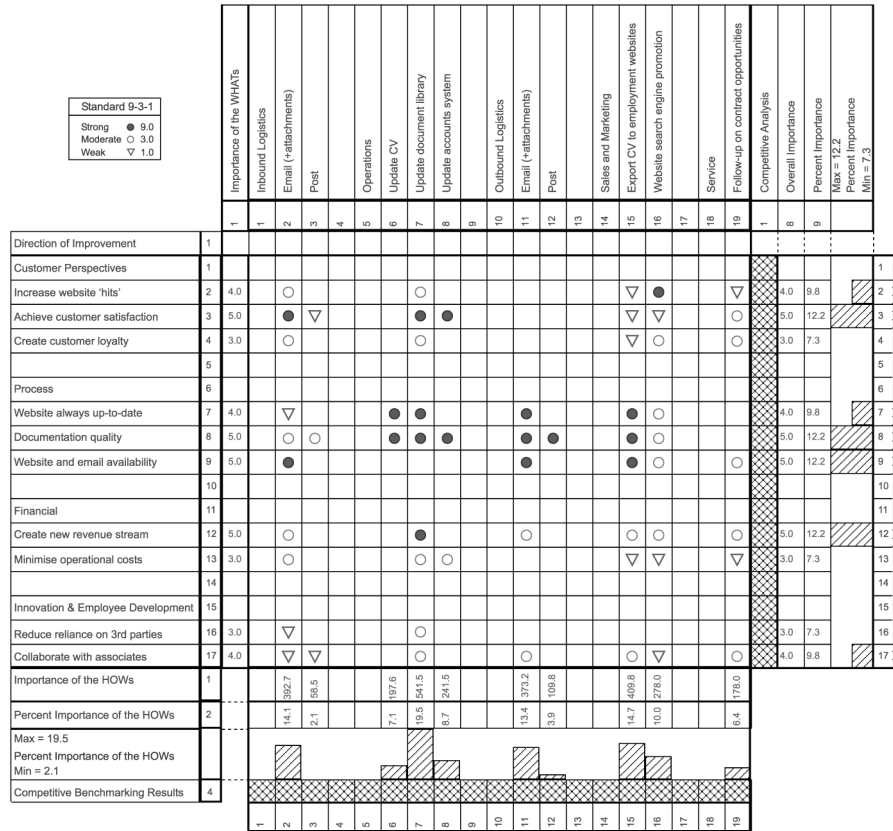 Standard 9-3-1
Strong ● 9.0
Moderate ○ 3.0
Weak ▽ 1.0
Importance of the WHATs
Inbound Logistics
Email (+attachments)
Post
Operations
Update CV
Update document library
Update accounts system
Outbound Logistics
Email (+attachments)
Post
Sales and Marketing
Export CV to employment websites
Website search engine promotion
Service
Follow-up on contract opportunities
Competitive Analysis
Overall Importance
Percent Importance
Max = 12.2
Percent Importance
Min = 7.3
1 1 2 3 4 5 6 7 8 9 10 11 12 13 14 15 16 17 18 19 1 8 9
Direction of Improvement 1
Customer Perspectives 1 1
Increase website 'hits' 2 4.0 ○ ○ ▽ ● ▽ 4.0 9.8 2
Achieve customer satisfaction 3 5.0 ● ▽ ● ● ▽ ▽ ○ 5.0 12.2 3
Create customer loyalty 4 3.0 ○ ○ ▽ ○ ○ 3.0 7.3 4
5 5
Process 6 6
Website always up-to-date 7 4.0 ▽ ● ● ● ● ○ 4.0 9.8 7
Documentation quality 8 5.0 ○ ○ ● ● ● ● ● ● ○ 5.0 12.2 8
Website and email availability 9 5.0 ● ● ● ○ ○ 5.0 12.2 9
10 10
Financial 11 11
Create new revenue stream 12 5.0 ○ ● ○ ○ ○ ○ 5.0 12.2 12
Minimise operational costs 13 3.0 ○ ○ ○ ▽ ▽ ▽ 3.0 7.3 13
14 14
Innovation & Employee Development 15 15
Reduce reliance on 3rd parties 16 3.0 ▽ ○ 3.0 7.3 16
Collaborate with associates 17 4.0 ▽ ▽ ○ ○ ○ ▽ ○ 4.0 9.8 17
Importance of the HOWs 1 392.7 58.5 197.6 541.5 241.5 373.2 109.8 409.8 278.0 178.0
Percent Importance of the HOWs 2 14.1 2.1 7.1 19.5 8.7 13.4 3.9 14.7 10.0 6.4
Max = 19.5
Percent Importance of the HOWs
Min = 2.1
Competitive Benchmarking Results 4
1 2 3 4 5 6 7 8 9 10 11 12 13 14 15 16 17 18 19